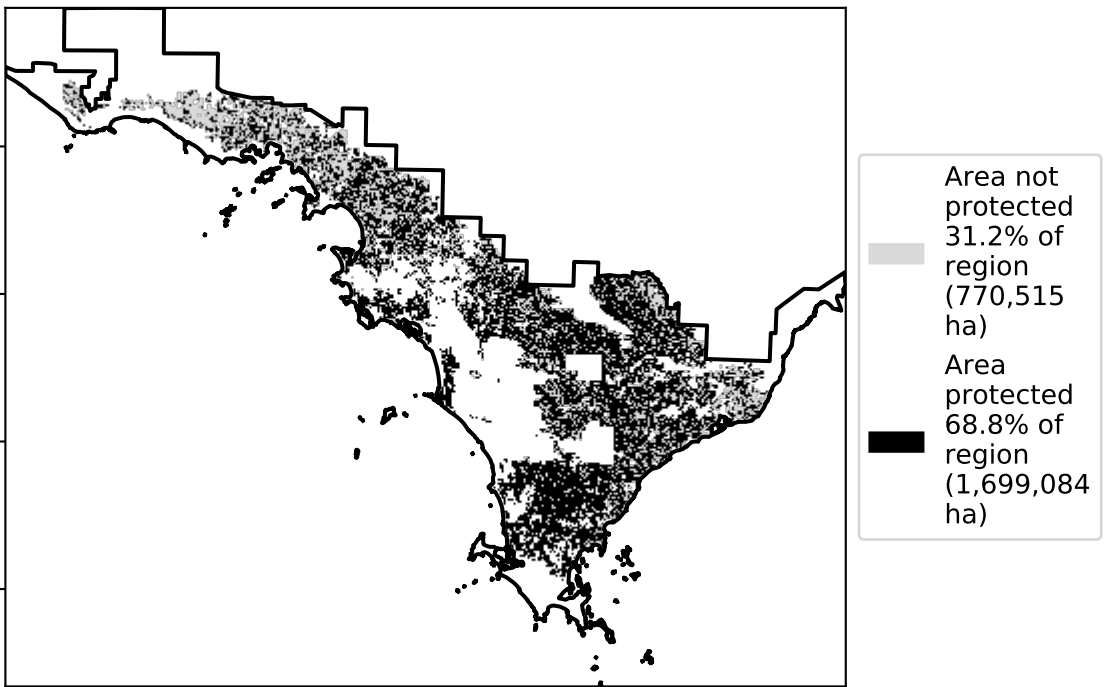 Area not
protected
31.2% of
region
(770,515
ha)
Area
protected
68.8% of
region
(1,699,084
ha)